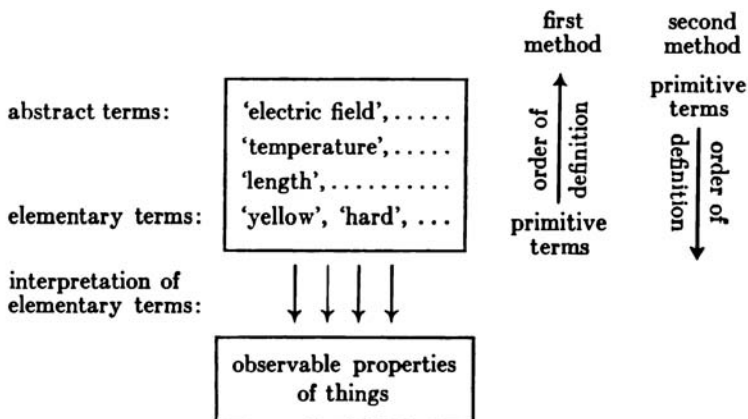 first
method
second
method
abstract terms:
'electric field',.....
'temperature',.....
'length',..........
elementary terms:
'yellow', 'hard', ...
order of
definition
primitive
terms
primitive
terms
order of
definition
interpretation of
elementary terms:
observable properties
of things